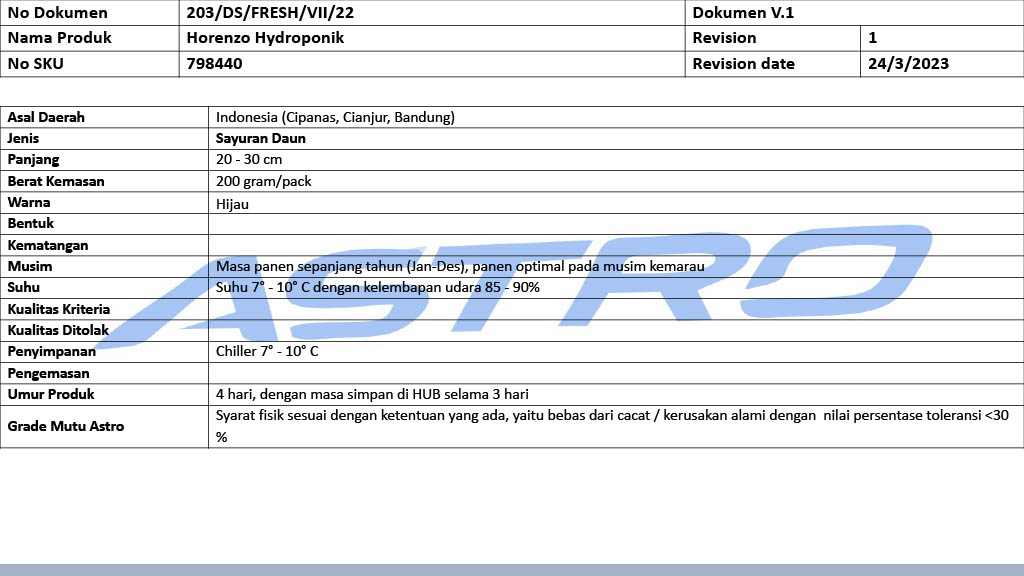 No Dokumen 203/DS/FRESH/VII/22 Dokumen V.1
Nama Produk Horenzo Hydroponik Revision 1
No SKU 798440 Revision date 24/3/2023
Asal Daerah Indonesia (Cipanas, Cianjur, Bandung)
Jenis Sayuran Daun
Panjang 20 - 30 cm
Berat Kemasan 200 gram/pack
Warna Hijau
Bentuk
Kematangan
Musim Masa panen sepanjang tahun (Jan-Des), panen optimal pada musim kemarau
Suhu Suhu 7° - 10° C dengan kelembapan udara 85 - 90%
Kualitas Kriteria
Kualitas Ditolak
Penyimpanan Chiller 7° - 10° C
Pengemasan
Umur Produk 4 hari, dengan masa simpan di HUB selama 3 hari
Grade Mutu Astro Syarat fisik sesuai dengan ketentuan yang ada, yaitu bebas dari cacat / kerusakan alami dengan  nilai persentase toleransi <30
%
ASTRO